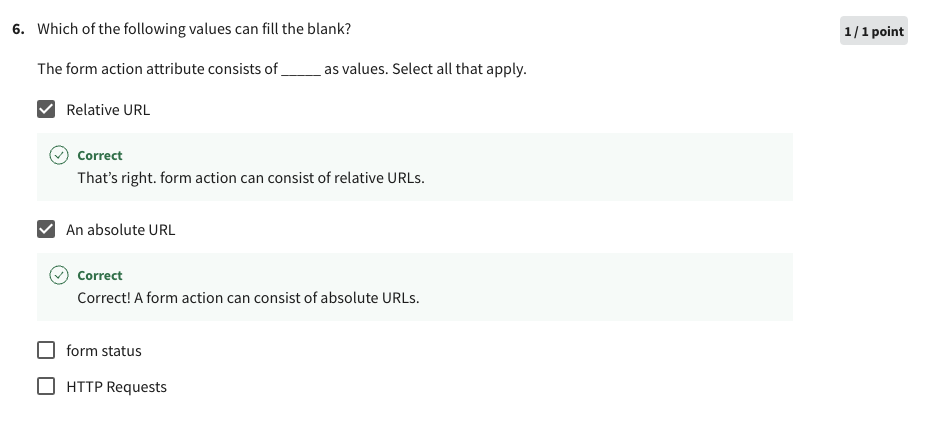 6. Which of the following values can fill the blank?
1 / 1 point
The form action attribute consists of _____ as values. Select all that apply.
Relative URL
Correct
That’s right. form action can consist of relative URLs.
An absolute URL
Correct
Correct! A form action can consist of absolute URLs.
form status
HTTP Requests